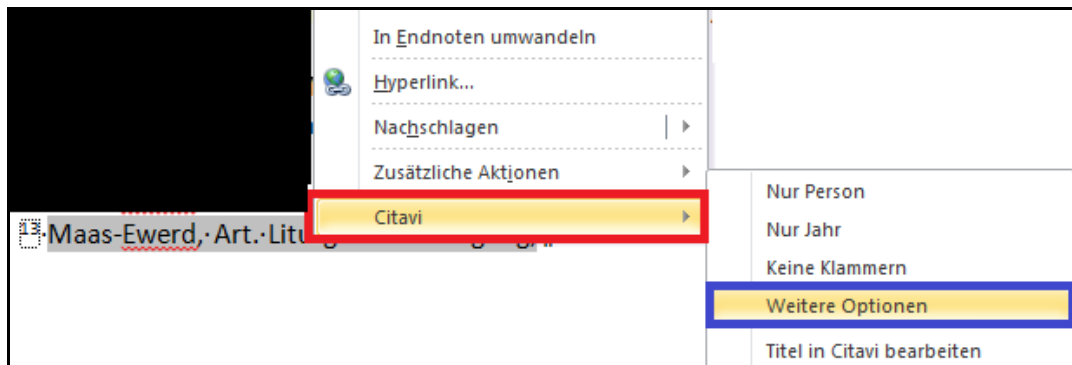 In Endnoten umwandeln
Hyperlink...
Nachschlagen
Zusätzliche Aktionen
Citavi
13 Maas-Ewerd,·Art.·Litu
Nur Person
Nur Jahr
Keine Klammern
Weitere Optionen
Titel in Citavi bearbeiten